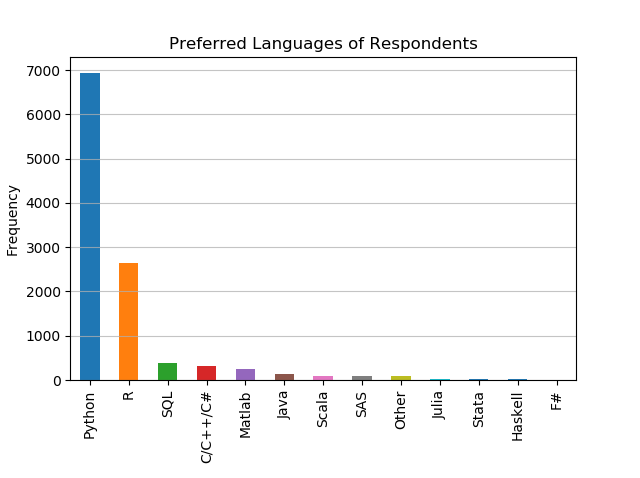 Preferred Languages of Respondents
7000
6000
5000
4000
3000
2000
1000
0
Frequency
Python
R
SQL
C/C++/C#
Matlab
Java
Scala
SAS
Other
Julia
Stata
Haskell
F#